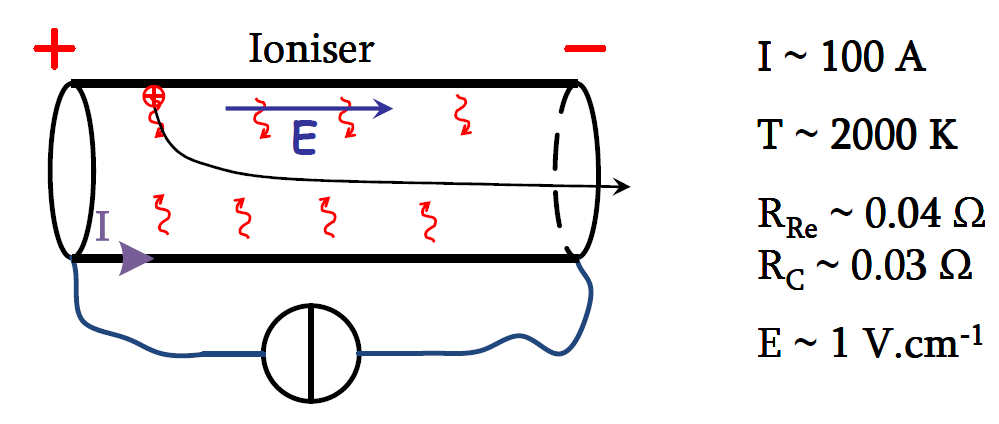 +
Ioniser
−
E
I
I ~ 100 A
T ~ 2000 K
R_Re ~ 0.04 Ω
R_C ~ 0.03 Ω
E ~ 1 V.cm⁻¹